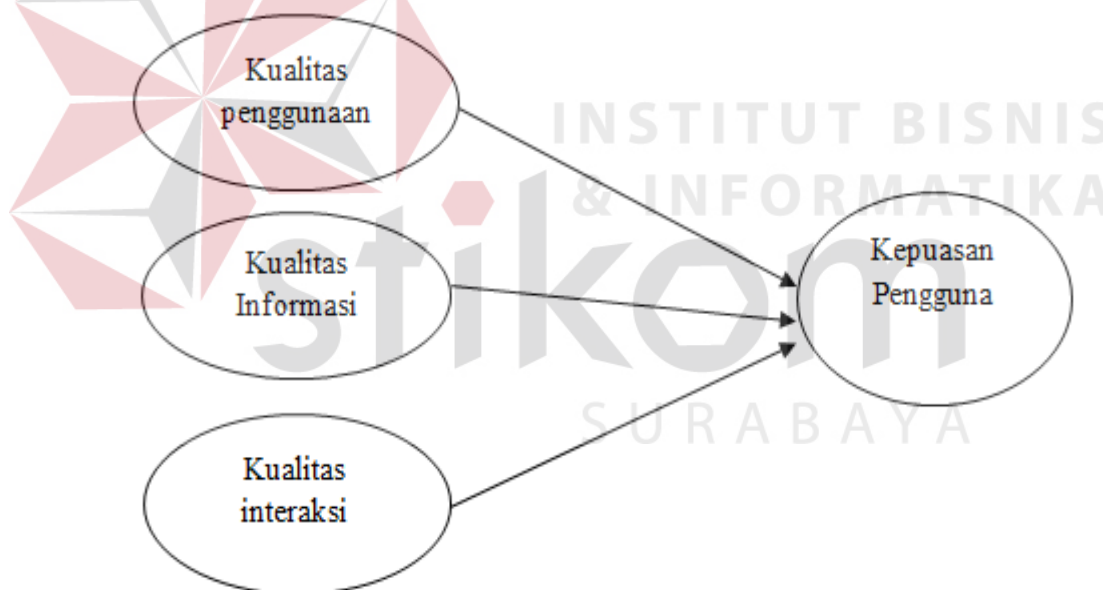 Kualitas
penggunaan
INSTITUT BISNIS
& INFORMATIKA
Kualitas
Informasi
Kepuasan
Pengguna
stikom
SURABAYA
Kualitas
interaksi